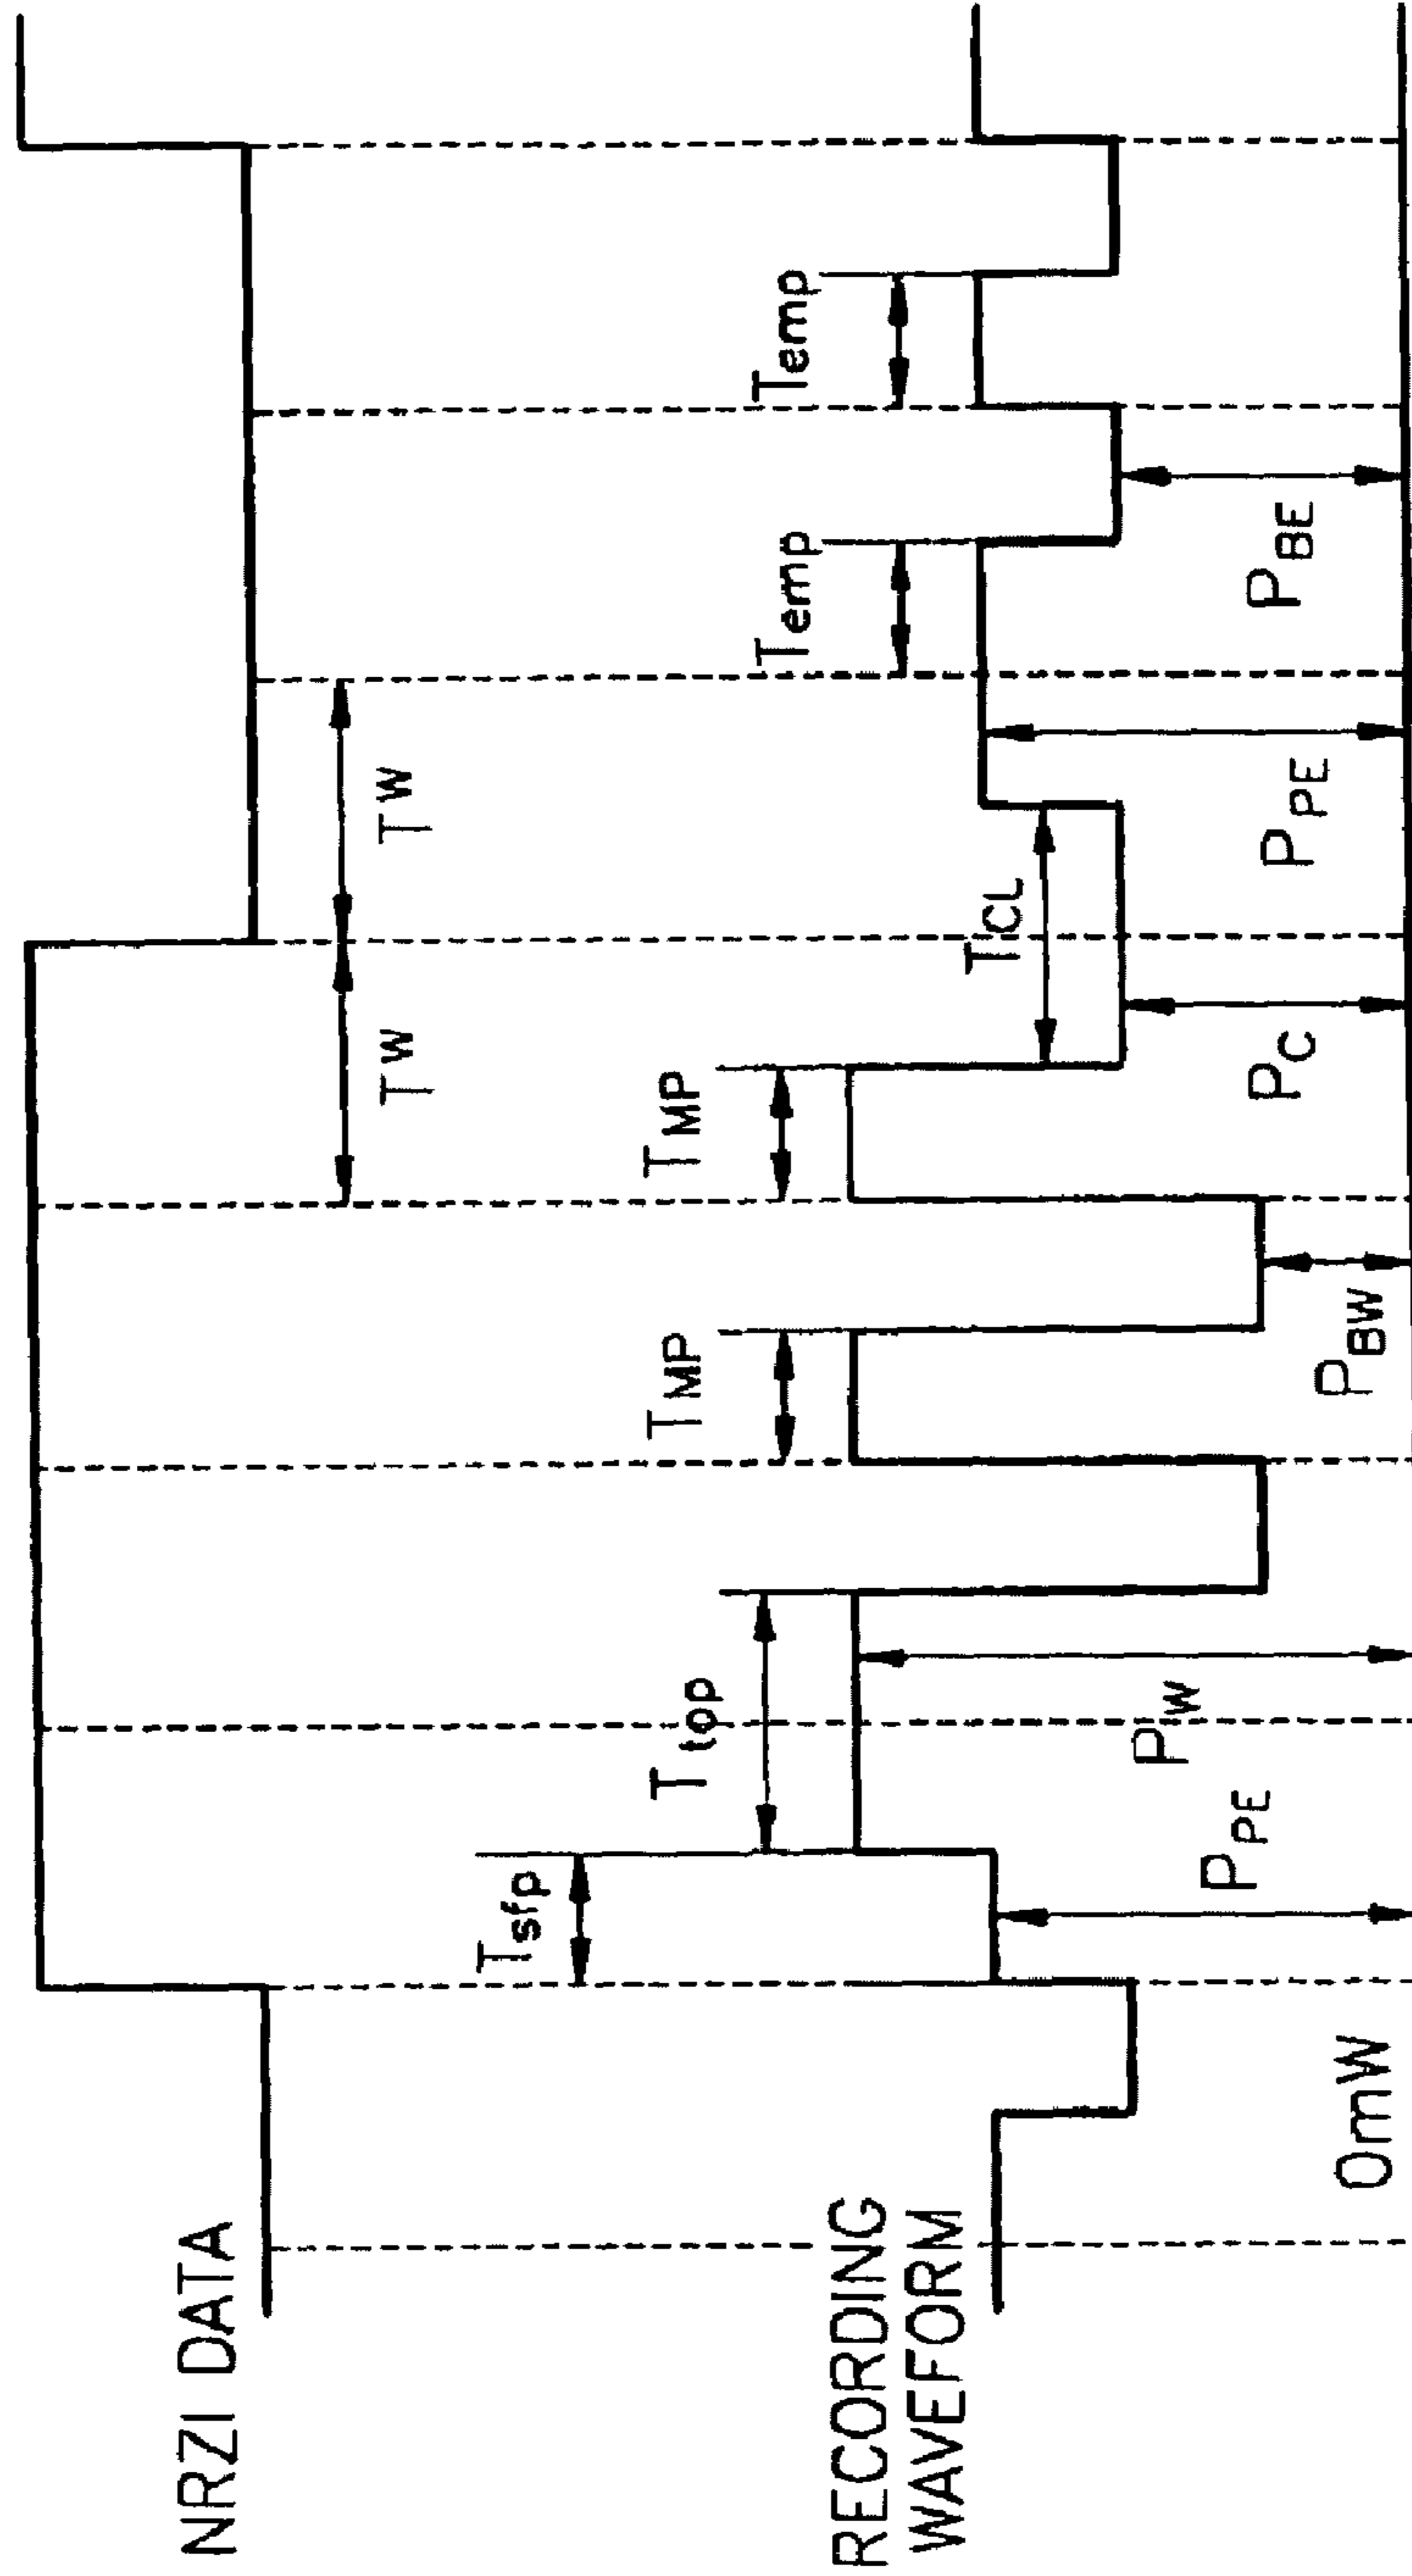 NRZI DATA
TW
TW
RECORDING
WAVEFORM
Tsfp
Ttop
TMP
TMP
TCL
Temp
Temp
PPE
PW
PBW
PC
PPE
PBE
0mW